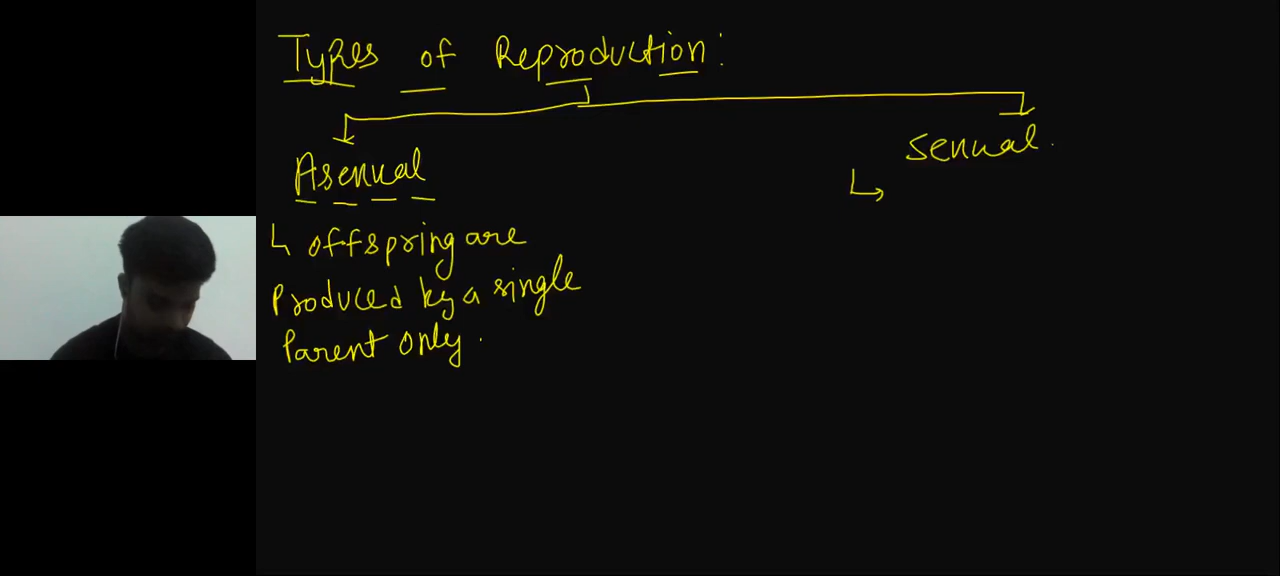 Types of Reproduction:
Asexual
sexual.
↳ offspring are
produced by a single
Parent only.
↳